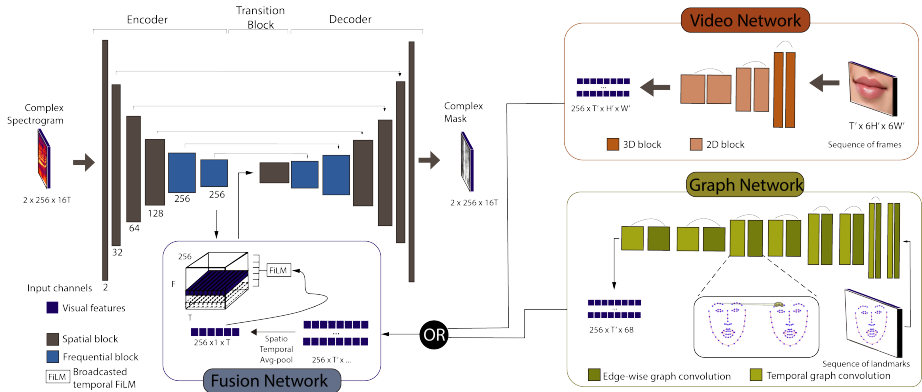 Encoder
Transition
Block
Decoder
Complex
Spectrogram
2 x 256 x 16T
2
32
64
128
256
256
Complex
Mask
2 x 256 x 16T
Input channels
Visual features
Spatial block
Frequential block
FiLM
Broadcasted
temporal FiLM
256
F
T
FiLM
256 x 1 x T
Spatio
Temporal
Avg-pool
...
256 x T' x ...
Fusion Network
OR
Video Network
...
256 x T' x H' x W'
T' x 6H' x 6W'
Sequence of frames
3D block
2D block
Graph Network
...
256 x T' x 68
Sequence of landmarks
Edge-wise graph convolution
Temporal graph convolution